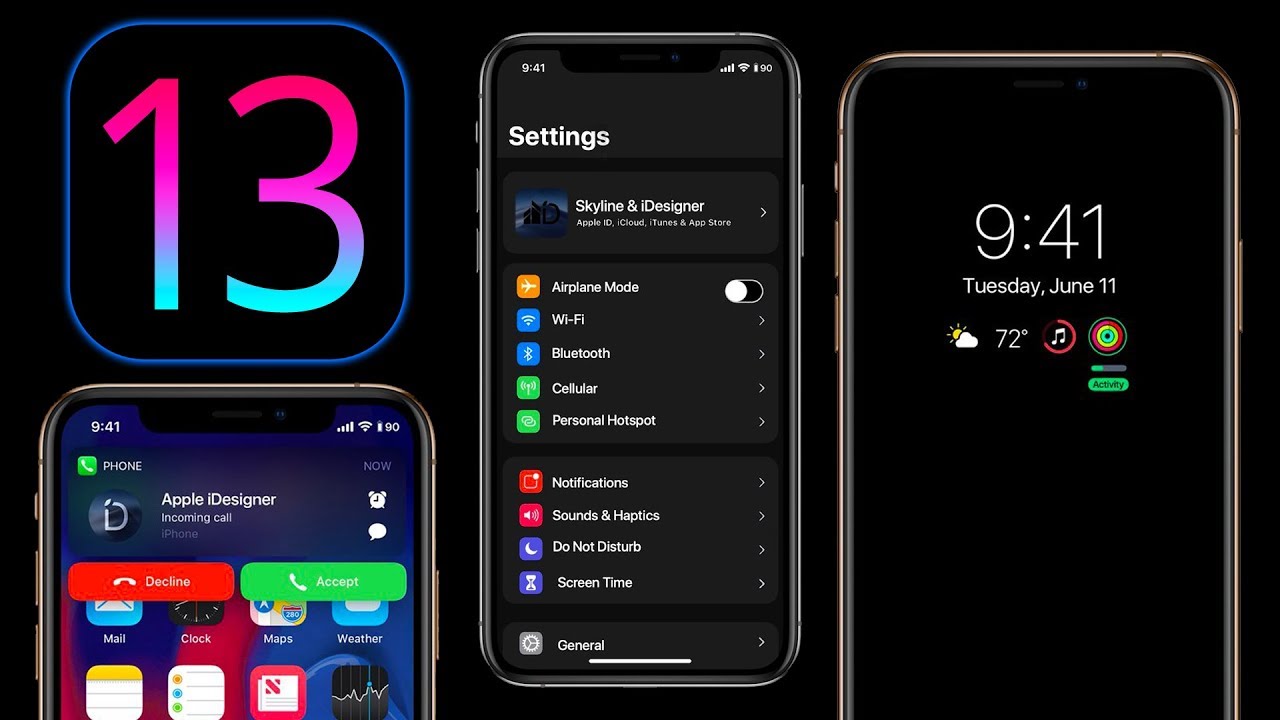 13
9:41
90
PHONE
NOW
Apple iDesigner
Incoming call
iPhone
Decline
Accept
280
Mail
Clock
Maps
Weather
9:41
90
Settings
Skyline & iDesigner
Apple ID, iCloud, iTunes & App Store
Airplane Mode
Wi-Fi
Bluetooth
Cellular
Personal Hotspot
Notifications
Sounds & Haptics
Do Not Disturb
Screen Time
General
9:41
Tuesday, June 11
72°
Activity